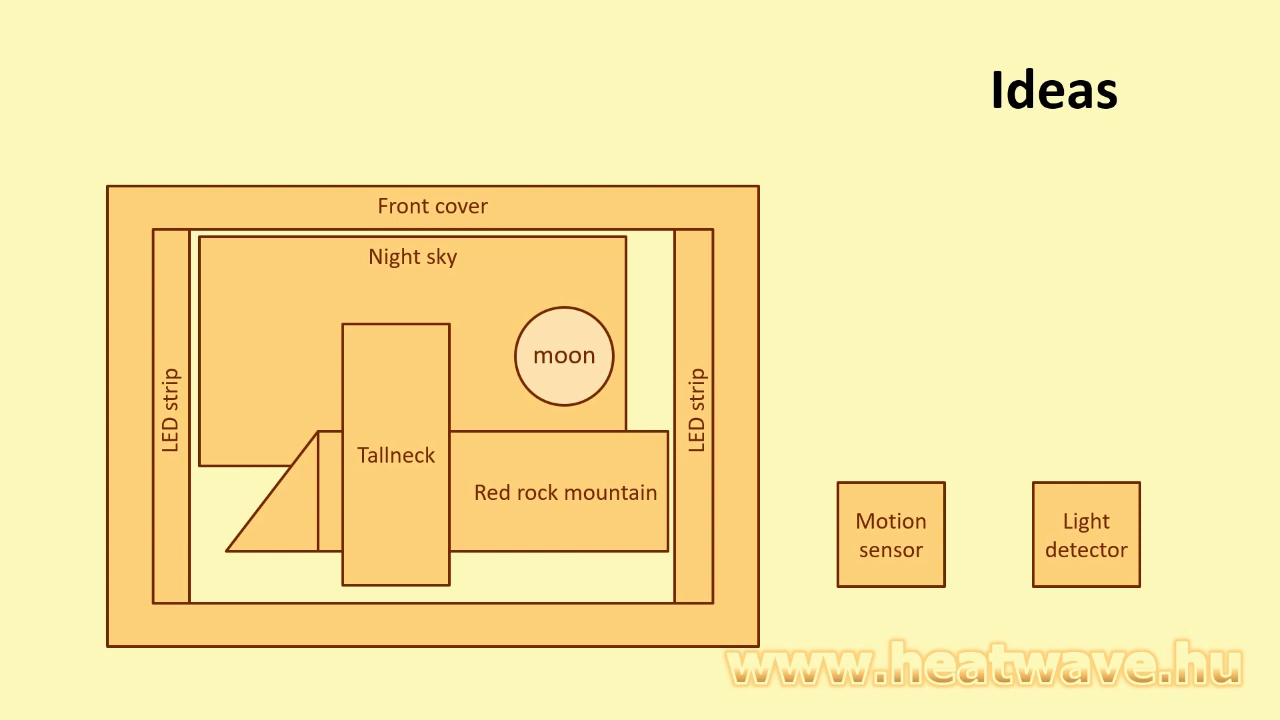 Ideas
Front cover
Night sky
moon
LED strip
LED strip
Tallneck
Red rock mountain
Motion
sensor
Light
detector
www.heatwave.hu